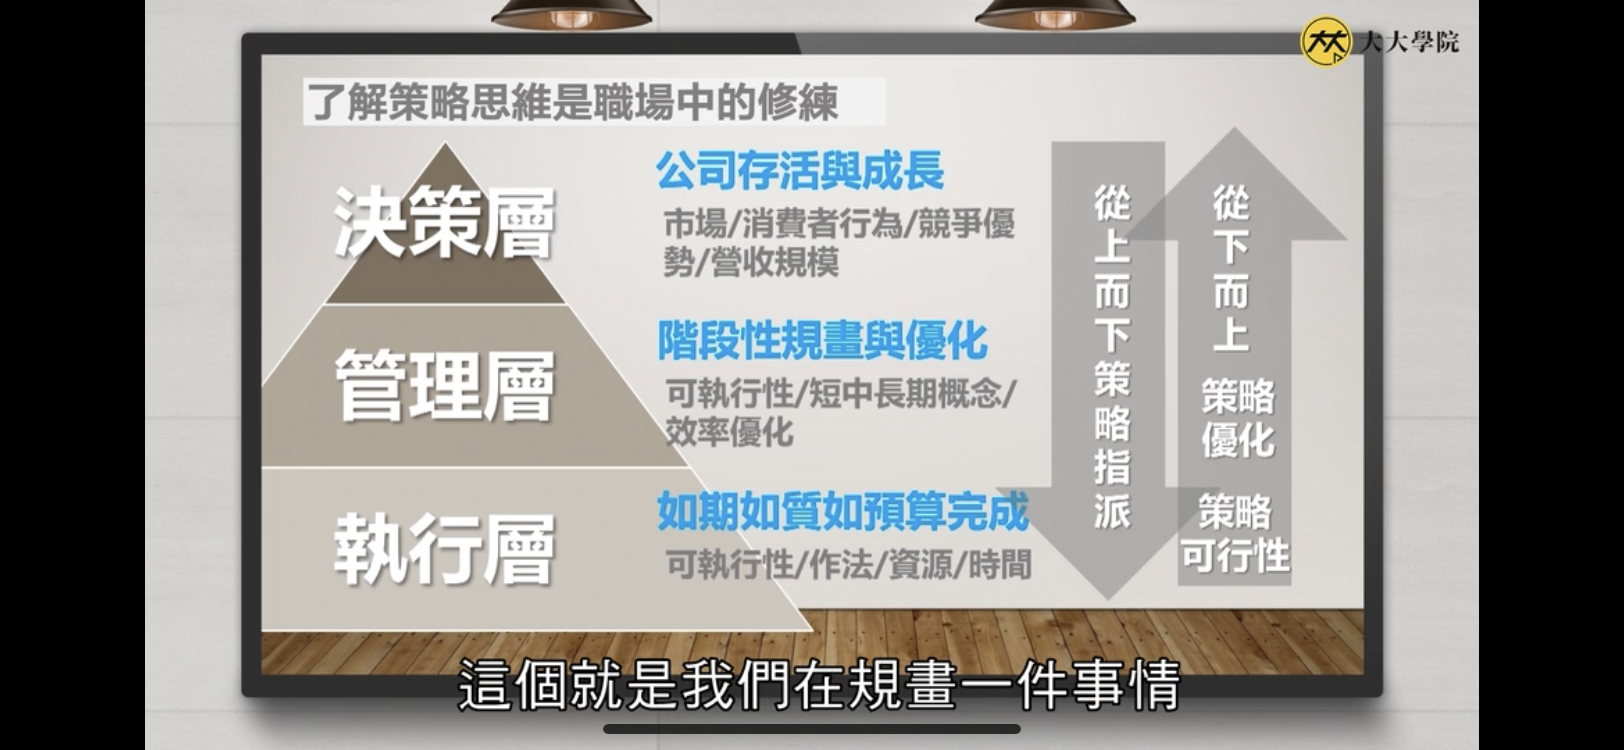 大大學院
了解策略思維是職場中的修練
決策層
公司存活與成長
市場/消費者行為/競爭優
勢/營收規模
管理層
階段性規畫與優化
可執行性/短中長期概念/
效率優化
執行層
如期如質如預算完成
可執行性/作法/資源/時間
從上而下策略指派
從下而上
策略
優化
策略
可行性
這個就是我們在規畫一件事情